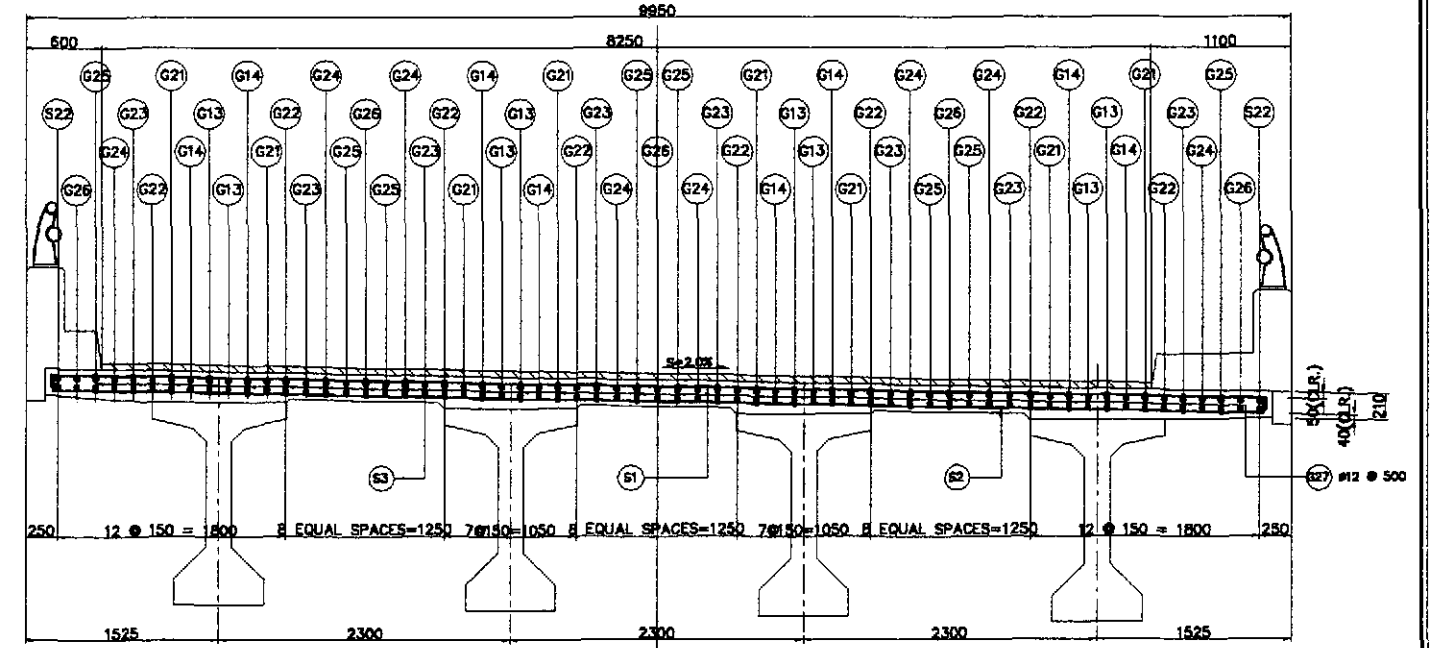 9950
600 8250 1100
G25 G21 G14 G24 G24 G14 G21 G25 G25 G21 G14 G24 G24 G14 G21 G25
S22 G23 G13 G22 G26 G22 G13 G23 G23 G13 G22 G26 G22 G13 G23 S22
G24 G14 G21 G25 G23 G13 G22 G26 G22 G13 G23 G25 G21 G14 G24
G26 G22 G13 G23 G25 G21 G14 G24 G24 G14 G21 G25 G23 G13 G22 G26
S=2.0%
50(CLR.)
40(CLR.)
210
S3 S1 S2 G27 ø12 @ 500
250 12 @ 150 = 1800 8 EQUAL SPACES=1250 7@150=1050 8 EQUAL SPACES=1250 7@150=1050 8 EQUAL SPACES=1250 12 @ 150 = 1800 250
1525 2300 2300 2300 1525